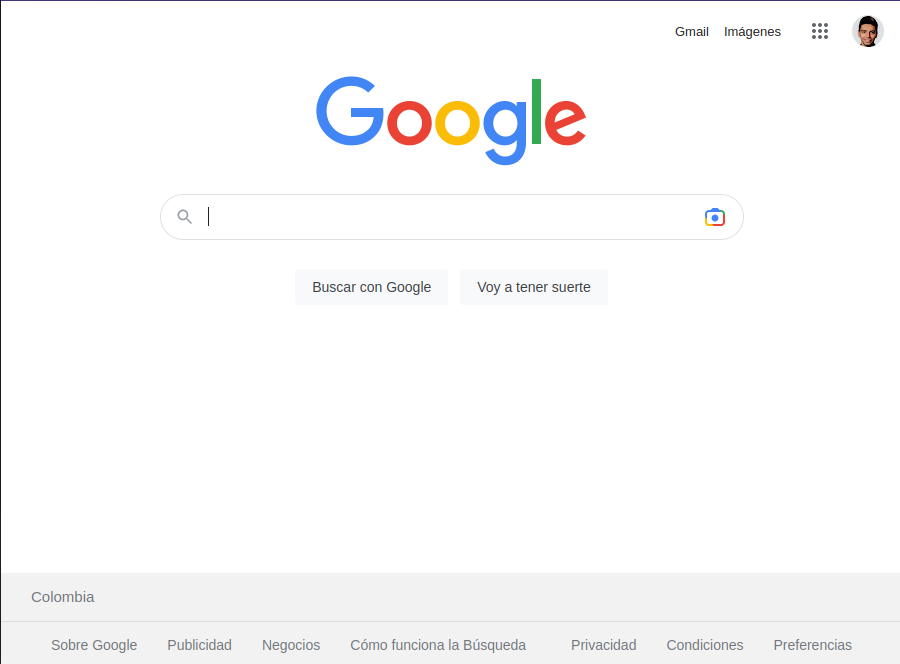 Gmail Imágenes
Google
Buscar con Google Voy a tener suerte
Colombia
Sobre Google Publicidad Negocios Cómo funciona la Búsqueda Privacidad Condiciones Preferencias